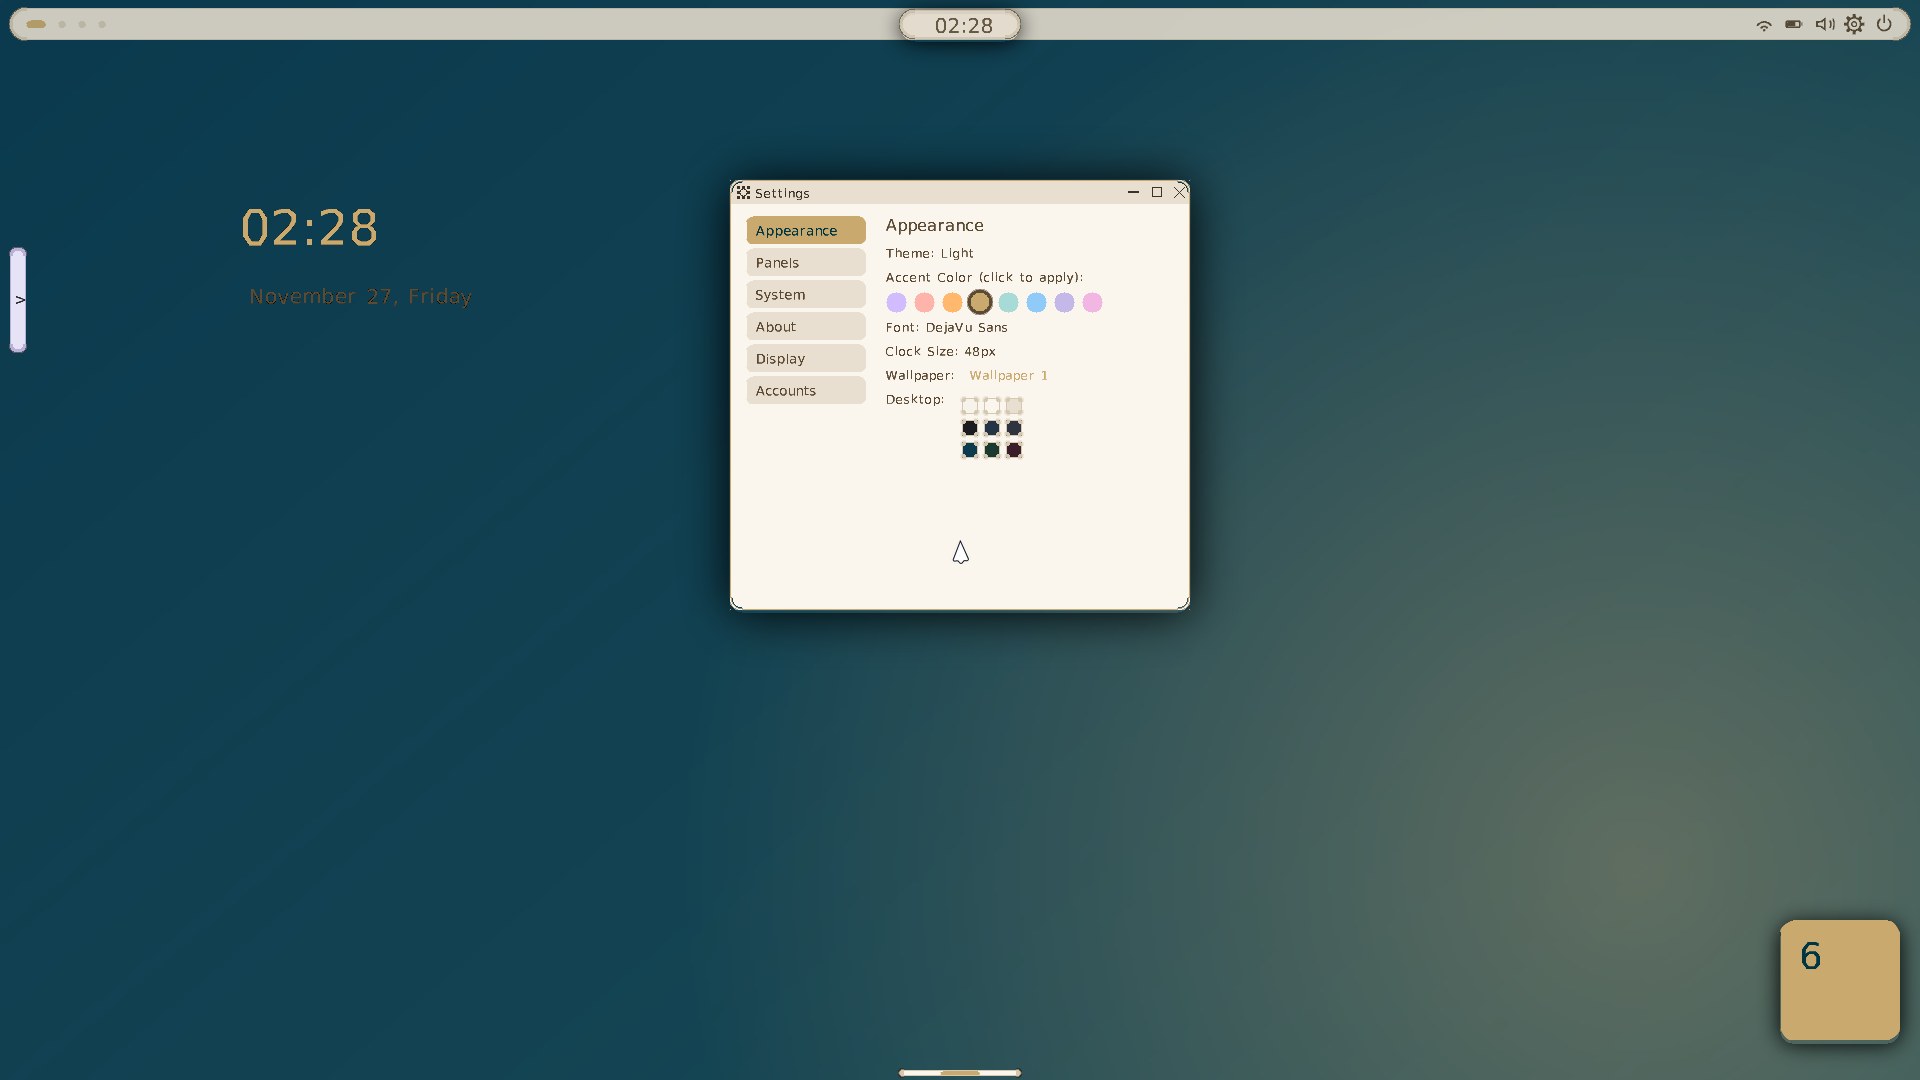 02:28
02:28
November 27, Friday
>
Settings
Appearance
Panels
System
About
Display
Accounts
Appearance
Theme: Light
Accent Color (click to apply):
Font: DejaVu Sans
Clock Size: 48px
Wallpaper: Wallpaper 1
Desktop:
6